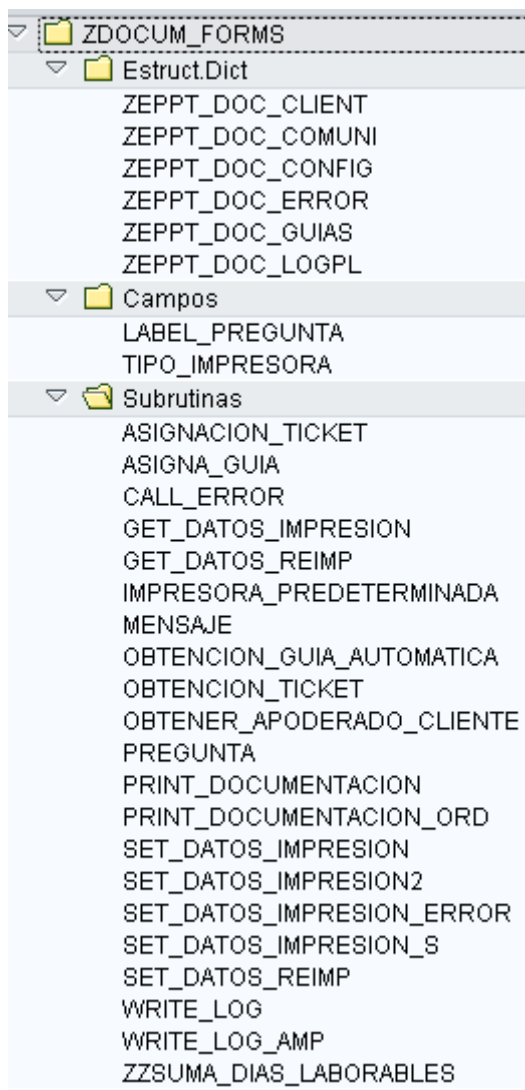 ZDOCUM_FORMS
Estruct.Dict
ZEPPT_DOC_CLIENT
ZEPPT_DOC_COMUNI
ZEPPT_DOC_CONFIG
ZEPPT_DOC_ERROR
ZEPPT_DOC_GUIAS
ZEPPT_DOC_LOGPL
Campos
LABEL_PREGUNTA
TIPO_IMPRESORA
Subrutinas
ASIGNACION_TICKET
ASIGNA_GUIA
CALL_ERROR
GET_DATOS_IMPRESION
GET_DATOS_REIMP
IMPRESORA_PREDETERMINADA
MENSAJE
OBTENCION_GUIA_AUTOMATICA
OBTENCION_TICKET
OBTENER_APODERADO_CLIENTE
PREGUNTA
PRINT_DOCUMENTACION
PRINT_DOCUMENTACION_ORD
SET_DATOS_IMPRESION
SET_DATOS_IMPRESION2
SET_DATOS_IMPRESION_ERROR
SET_DATOS_IMPRESION_S
SET_DATOS_REIMP
WRITE_LOG
WRITE_LOG_AMP
ZZSUMA_DIAS_LABORABLES